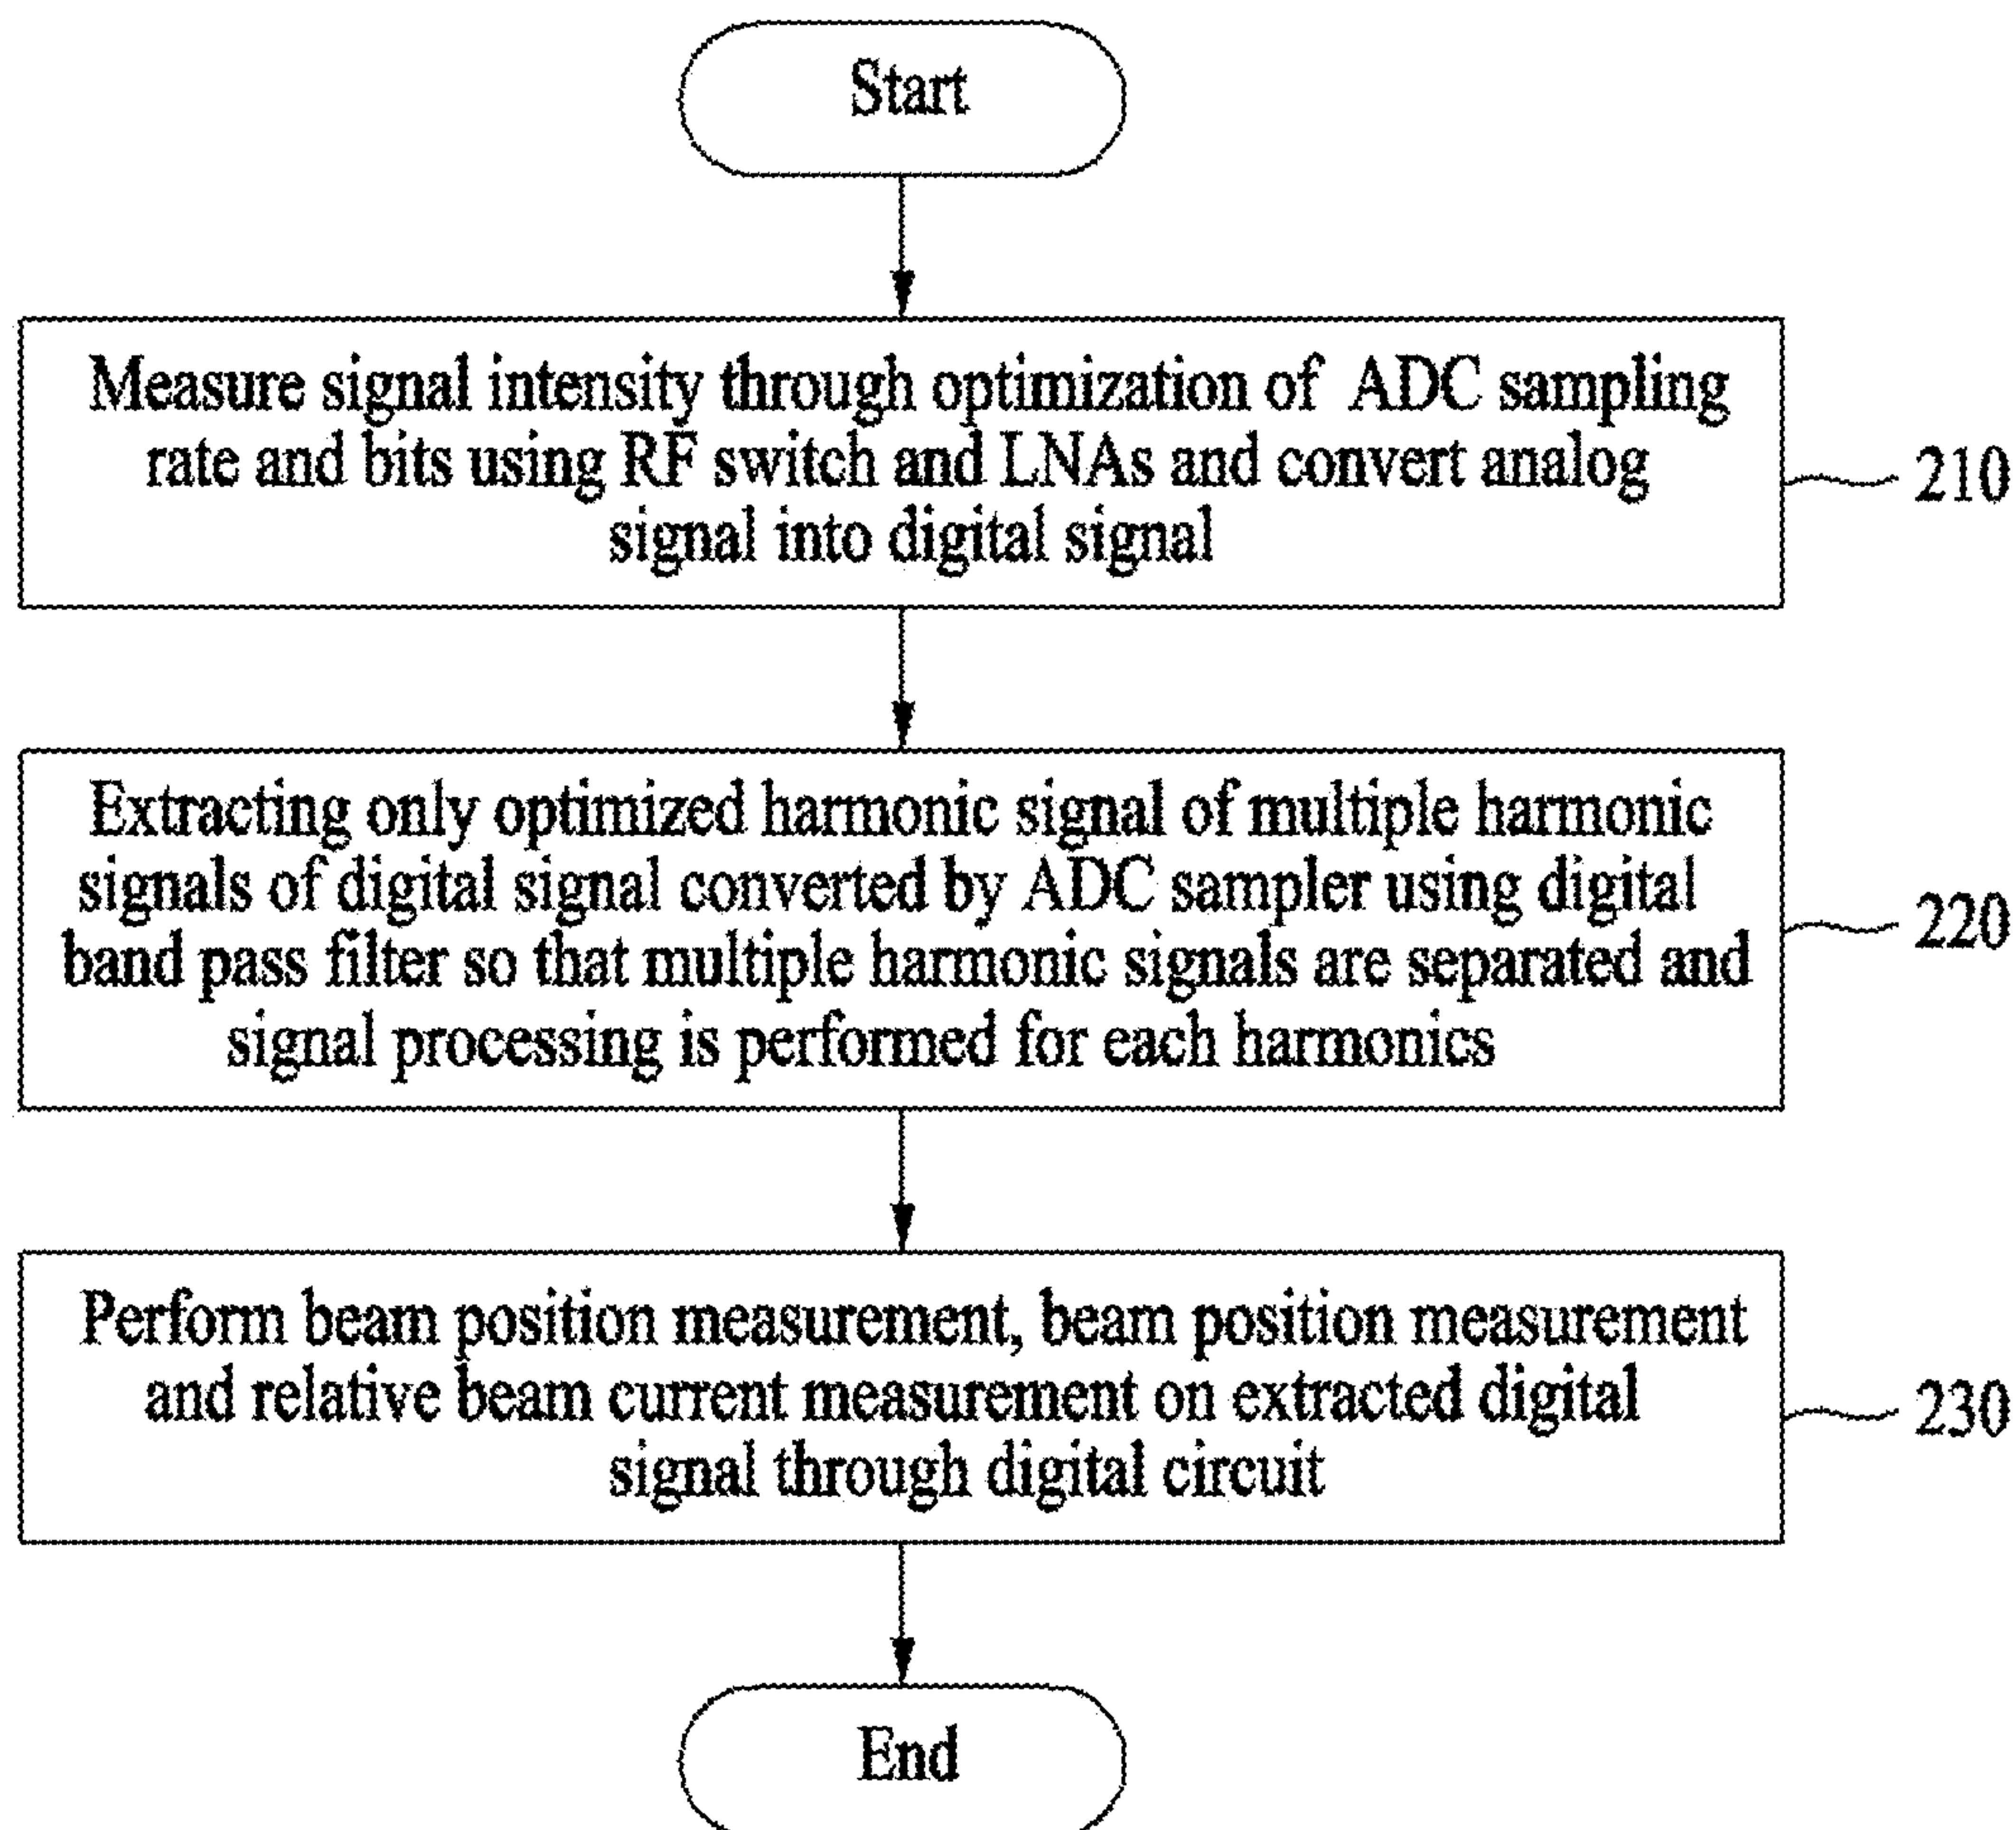 Start
Measure signal intensity through optimization of ADC sampling
rate and bits using RF switch and LNAs and convert analog
signal into digital signal
210
Extracting only optimized harmonic signal of multiple harmonic
signals of digital signal converted by ADC sampler using digital
band pass filter so that multiple harmonic signals are separated and
signal processing is performed for each harmonics
220
Perform beam position measurement, beam position measurement
and relative beam current measurement on extracted digital
signal through digital circuit
230
End